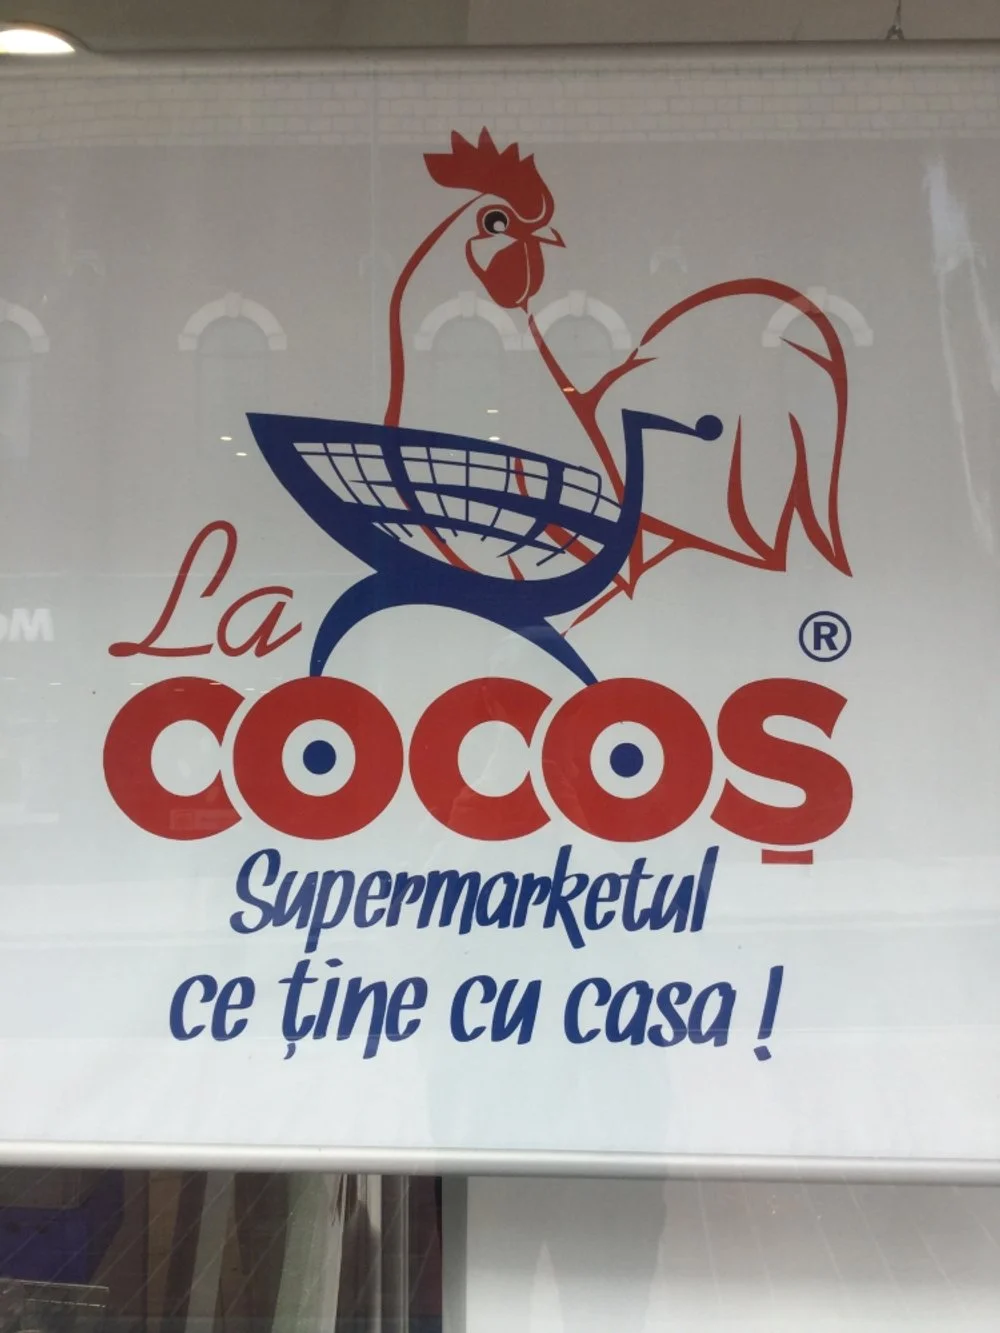 La
COCOȘ
®
Supermarketul
ce ține cu casa!